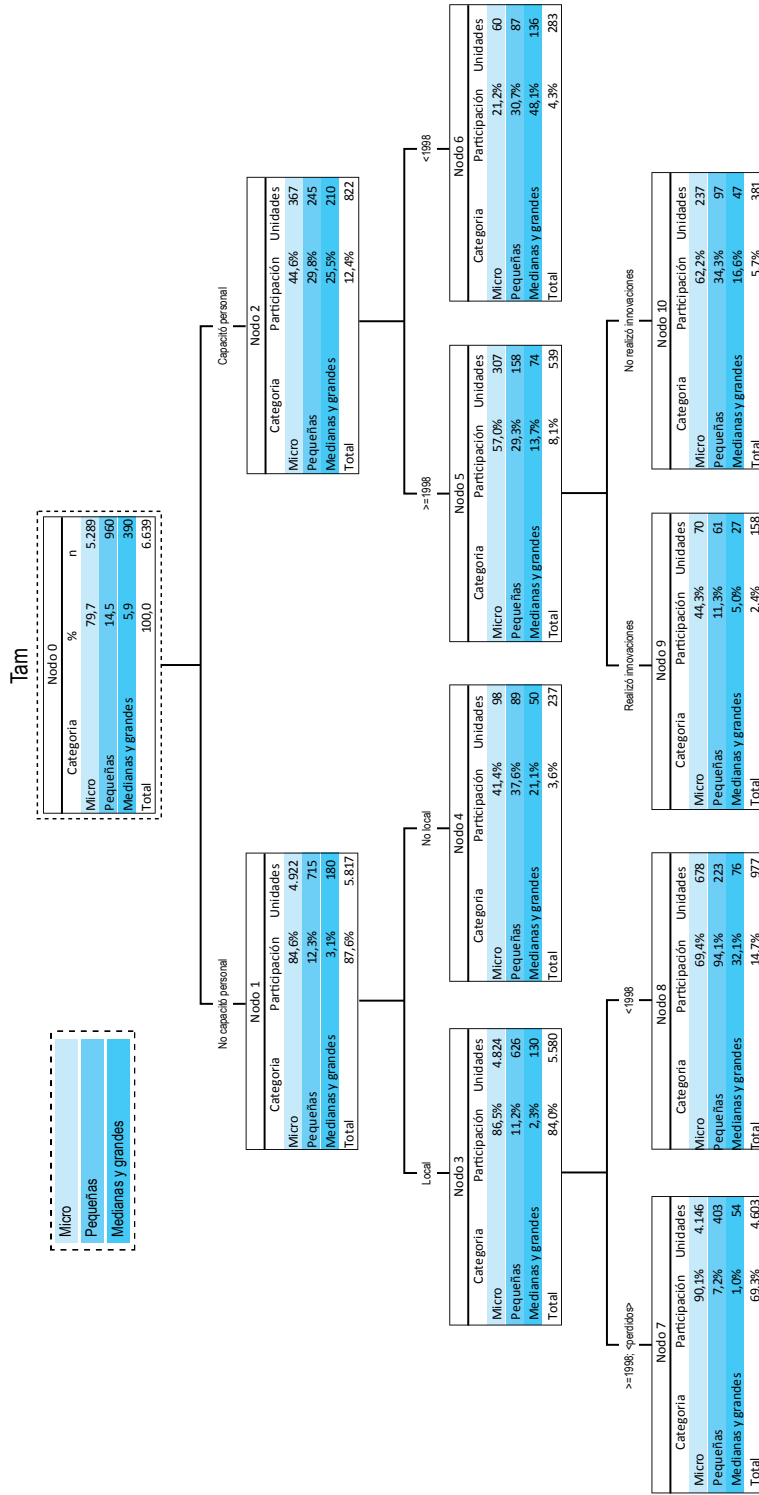 Tam
Micro
Pequeñas
Medianas y grandes
Nodo 0
Categoria % n
Micro 79,7 5.289
Pequeñas 14,5 960
Medianas y grandes 5,9 390
Total 100,0 6.639
No capacitó personal
Capacitó personal
Nodo 1
Categoria Participación Unidades
Micro 84,6% 4.922
Pequeñas 12,3% 715
Medianas y grandes 3,1% 180
Total 87,6% 5.817
Nodo 2
Categoria Participación Unidades
Micro 44,6% 367
Pequeñas 29,8% 245
Medianas y grandes 25,5% 210
Total 12,4% 822
Local
No local
>=1998
<1998
Nodo 3
Categoria Participación Unidades
Micro 86,5% 4.824
Pequeñas 11,2% 626
Medianas y grandes 2,3% 130
Total 84,0% 5.580
Nodo 4
Categoria Participación Unidades
Micro 41,4% 98
Pequeñas 37,6% 89
Medianas y grandes 21,1% 50
Total 3,6% 237
Nodo 5
Categoria Participación Unidades
Micro 57,0% 307
Pequeñas 29,3% 158
Medianas y grandes 13,7% 74
Total 8,1% 539
Nodo 6
Categoria Participación Unidades
Micro 21,2% 60
Pequeñas 30,7% 87
Medianas y grandes 48,1% 136
Total 4,3% 283
>=1998; <perdidos>
<1998
Realizó innovaciones
No realizó innovaciones
Nodo 7
Categoria Participación Unidades
Micro 90,1% 4.146
Pequeñas 7,2% 403
Medianas y grandes 1,0% 54
Total 69,3% 4.603
Nodo 8
Categoria Participación Unidades
Micro 69,4% 678
Pequeñas 94,1% 223
Medianas y grandes 32,1% 76
Total 14,7% 977
Nodo 9
Categoria Participación Unidades
Micro 44,3% 70
Pequeñas 11,3% 61
Medianas y grandes 5,0% 27
Total 2,4% 158
Nodo 10
Categoria Participación Unidades
Micro 62,2% 237
Pequeñas 34,3% 97
Medianas y grandes 16,6% 47
Total 5,7% 381